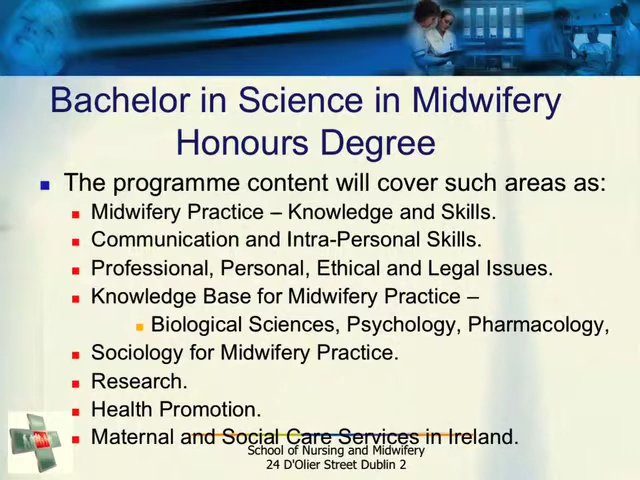 Bachelor in Science in Midwifery
Honours Degree
The programme content will cover such areas as:
Midwifery Practice – Knowledge and Skills.
Communication and Intra-Personal Skills.
Professional, Personal, Ethical and Legal Issues.
Knowledge Base for Midwifery Practice –
Biological Sciences, Psychology, Pharmacology,
Sociology for Midwifery Practice.
Research.
Health Promotion.
Maternal and Social Care Services in Ireland.
School of Nursing and Midwifery
24 D'Olier Street Dublin 2